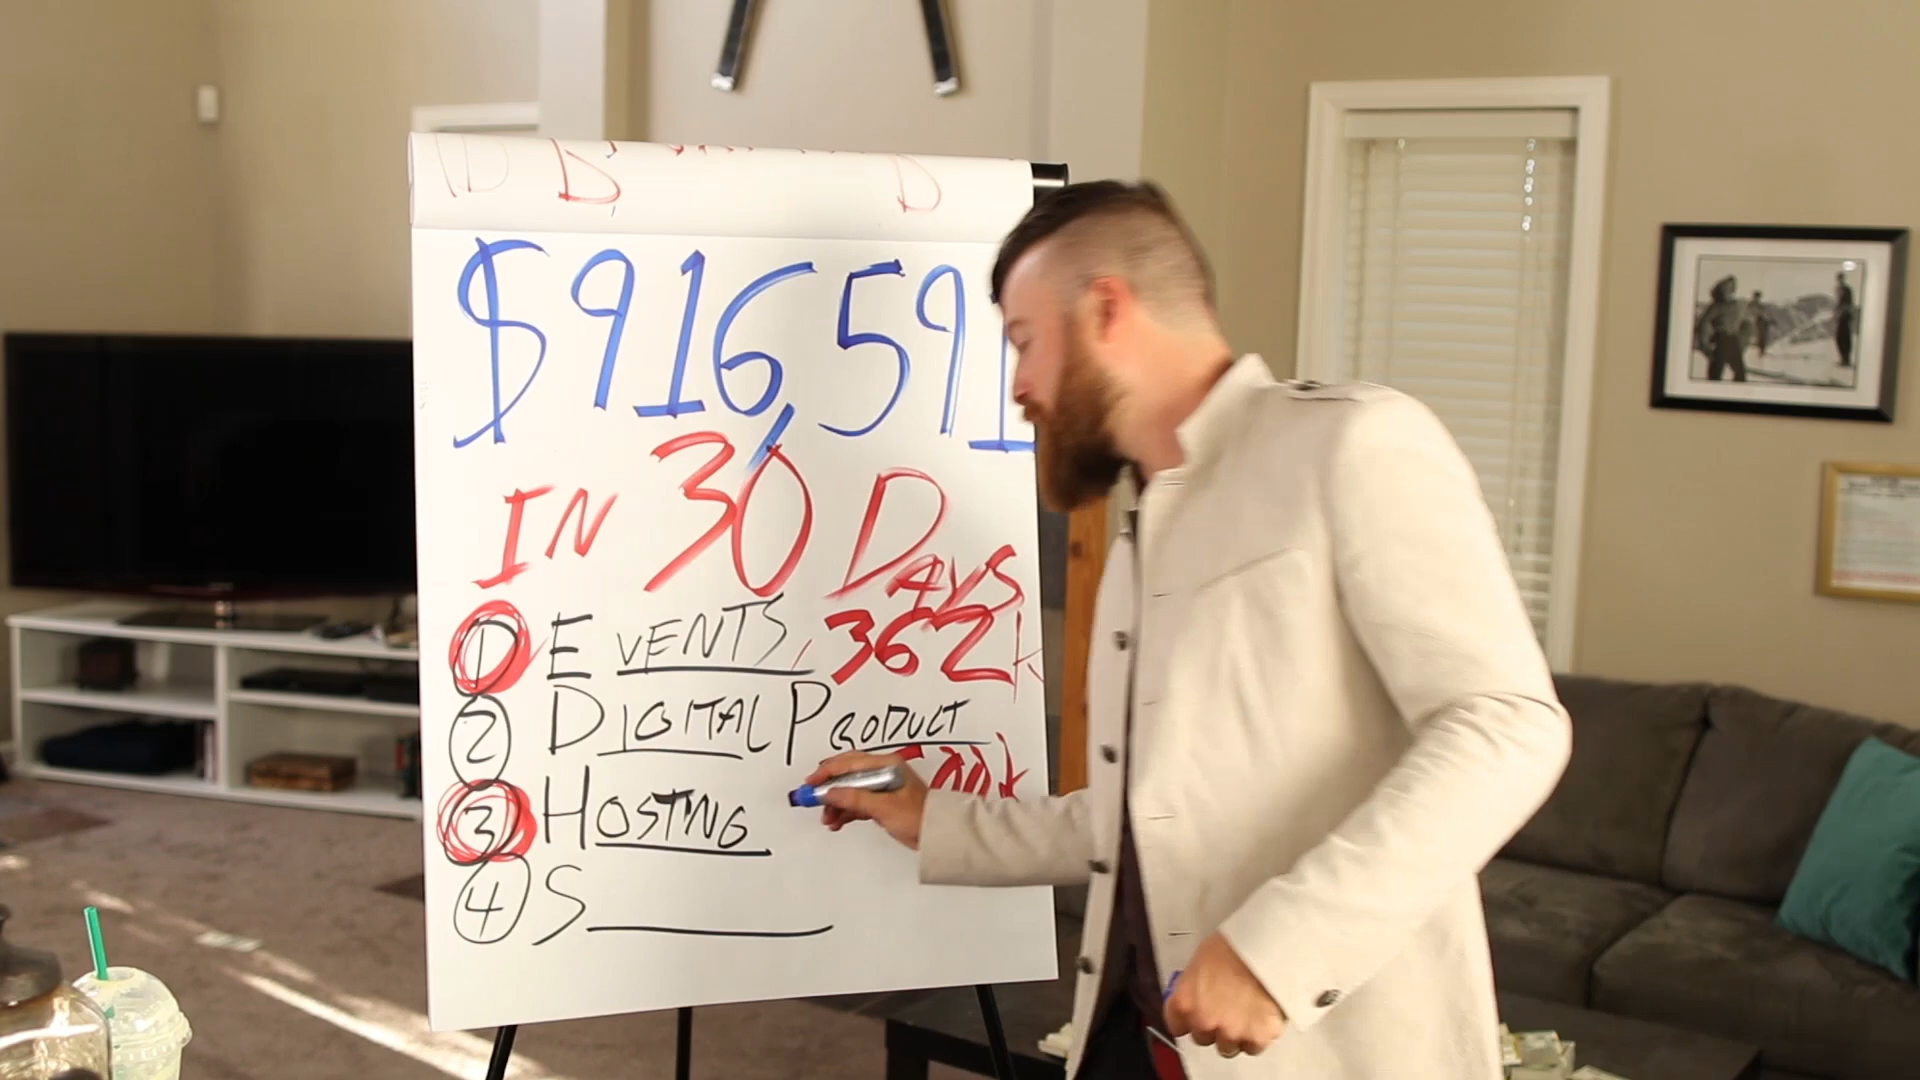 $916,591
IN 30 DAYS
1 EVENTS, 362k
2 DIGITAL PRODUCT
3 HOSTING
4 S